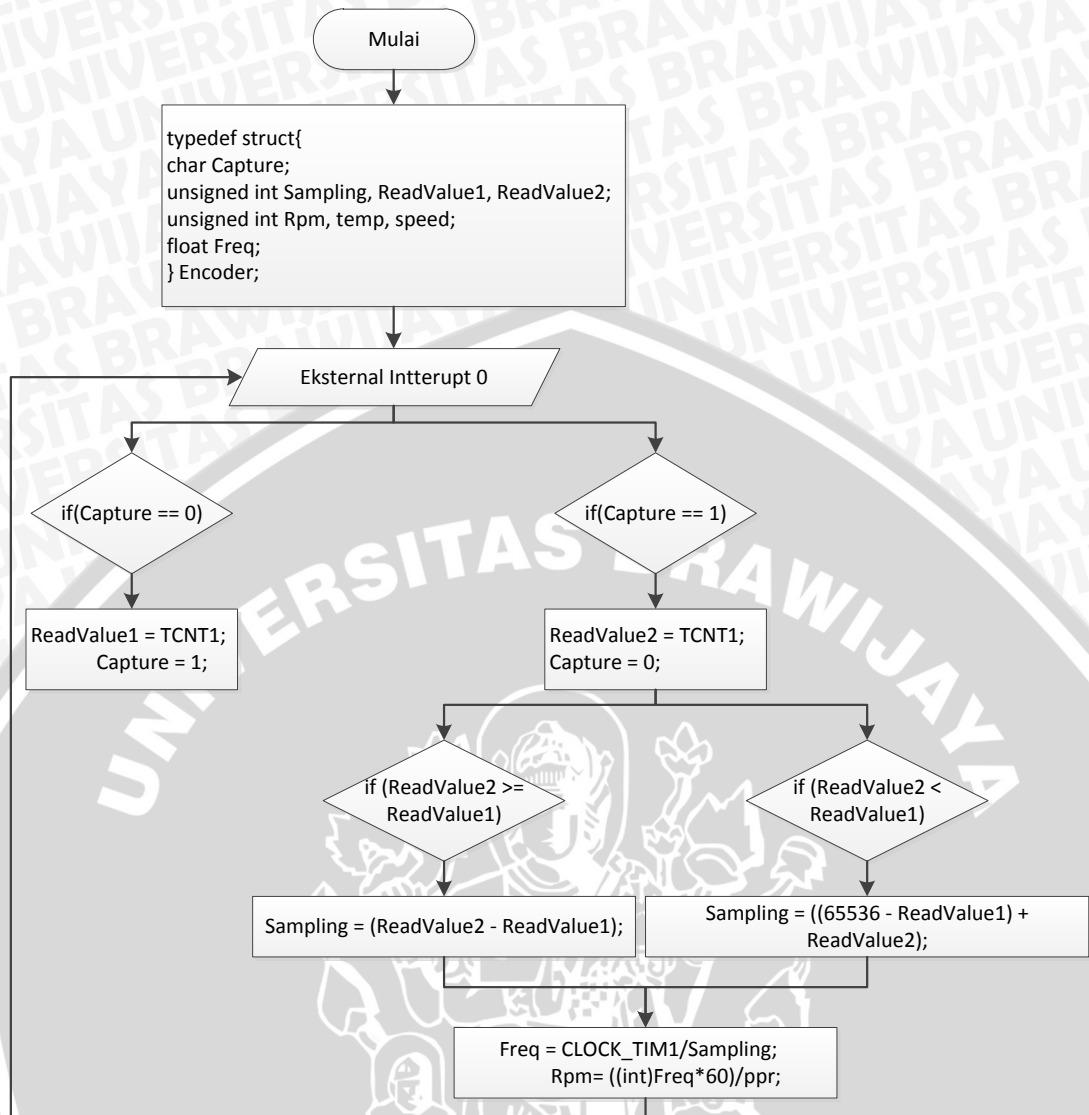 Mulai
typedef struct{
char Capture;
unsigned int Sampling, ReadValue1, ReadValue2;
unsigned int Rpm, temp, speed;
float Freq;
} Encoder;
Eksternal Intterupt 0
if(Capture == 0)
if(Capture == 1)
ReadValue1 = TCNT1;
Capture = 1;
ReadValue2 = TCNT1;
Capture = 0;
if (ReadValue2 >=
ReadValue1)
if (ReadValue2 <
ReadValue1)
Sampling = (ReadValue2 - ReadValue1);
Sampling = ((65536 - ReadValue1) +
ReadValue2);
Freq = CLOCK_TIM1/Sampling;
Rpm= ((int)Freq*60)/ppr;
UNIVERSITAS BRAWIJAYA